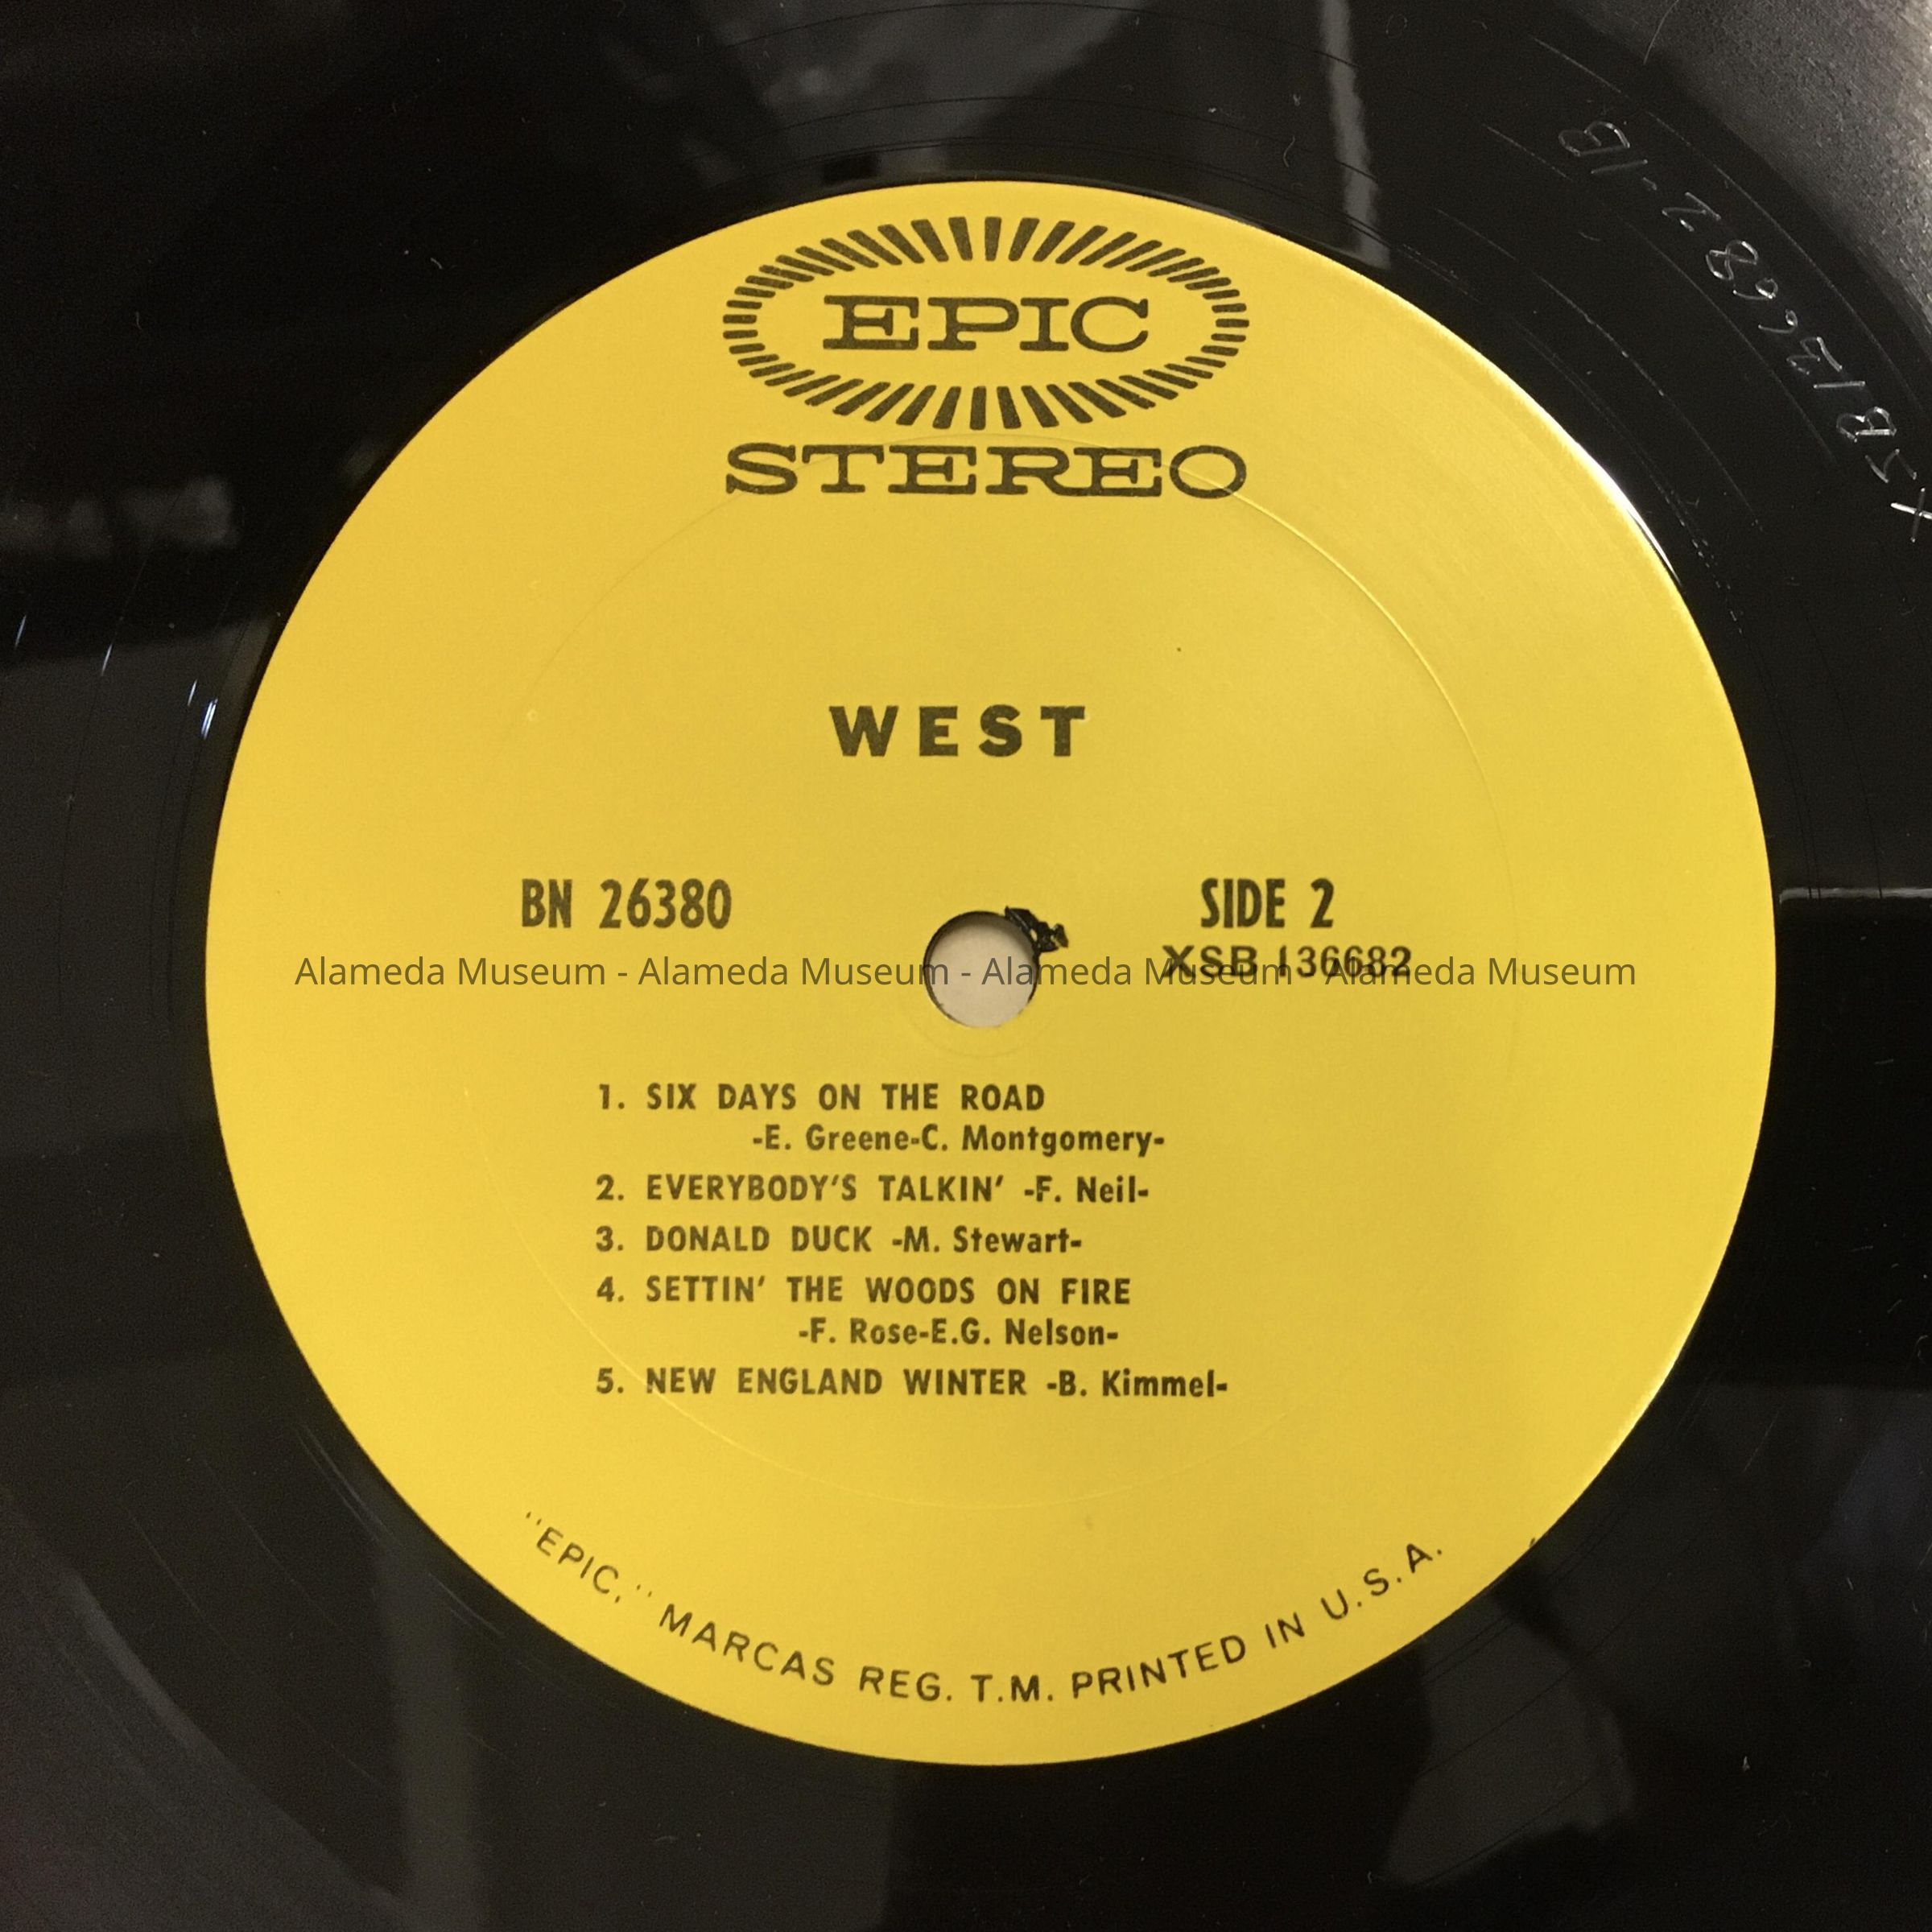 EPIC
STEREO
WEST
BN 26380
SIDE 2
XSB 136682
Alameda Museum - Alameda Museum - Alameda Museum - Alameda Museum
1. SIX DAYS ON THE ROAD
-E. Greene-C. Montgomery-
2. EVERYBODY'S TALKIN' -F. Neil-
3. DONALD DUCK -M. Stewart-
4. SETTIN' THE WOODS ON FIRE
-F. Rose-E.G. Nelson-
5. NEW ENGLAND WINTER -B. Kimmel-
"EPIC," MARCAS REG. T.M. PRINTED IN U.S.A.